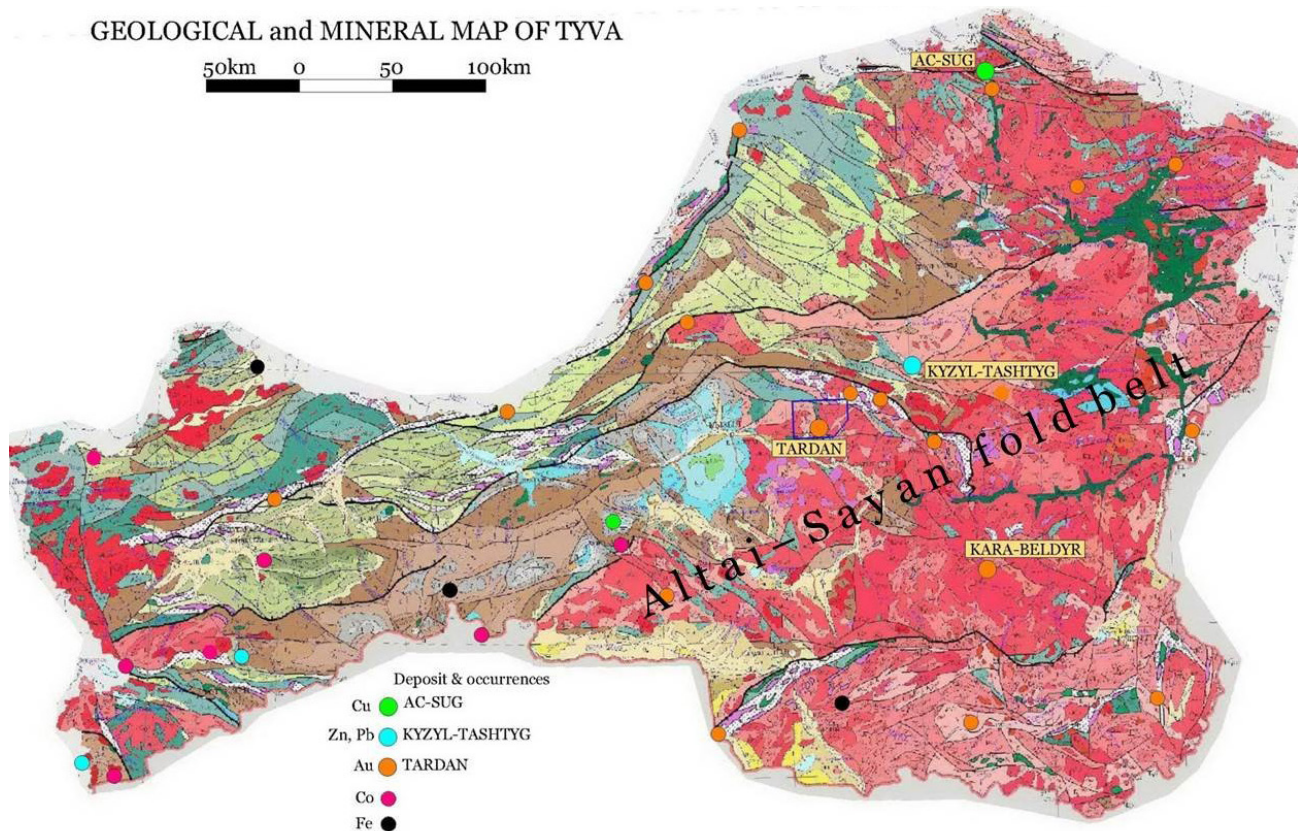 GEOLOGICAL and MINERAL MAP OF TYVA
50km 0 50 100km
AC-SUG
KYZYL-TASHTYG
TARDAN
Altai-Sayan fold belt
KARA-BELDYR
Deposit & occurrences
Cu AC-SUG
Zn, Pb KYZYL-TASHTYG
Au TARDAN
Co
Fe